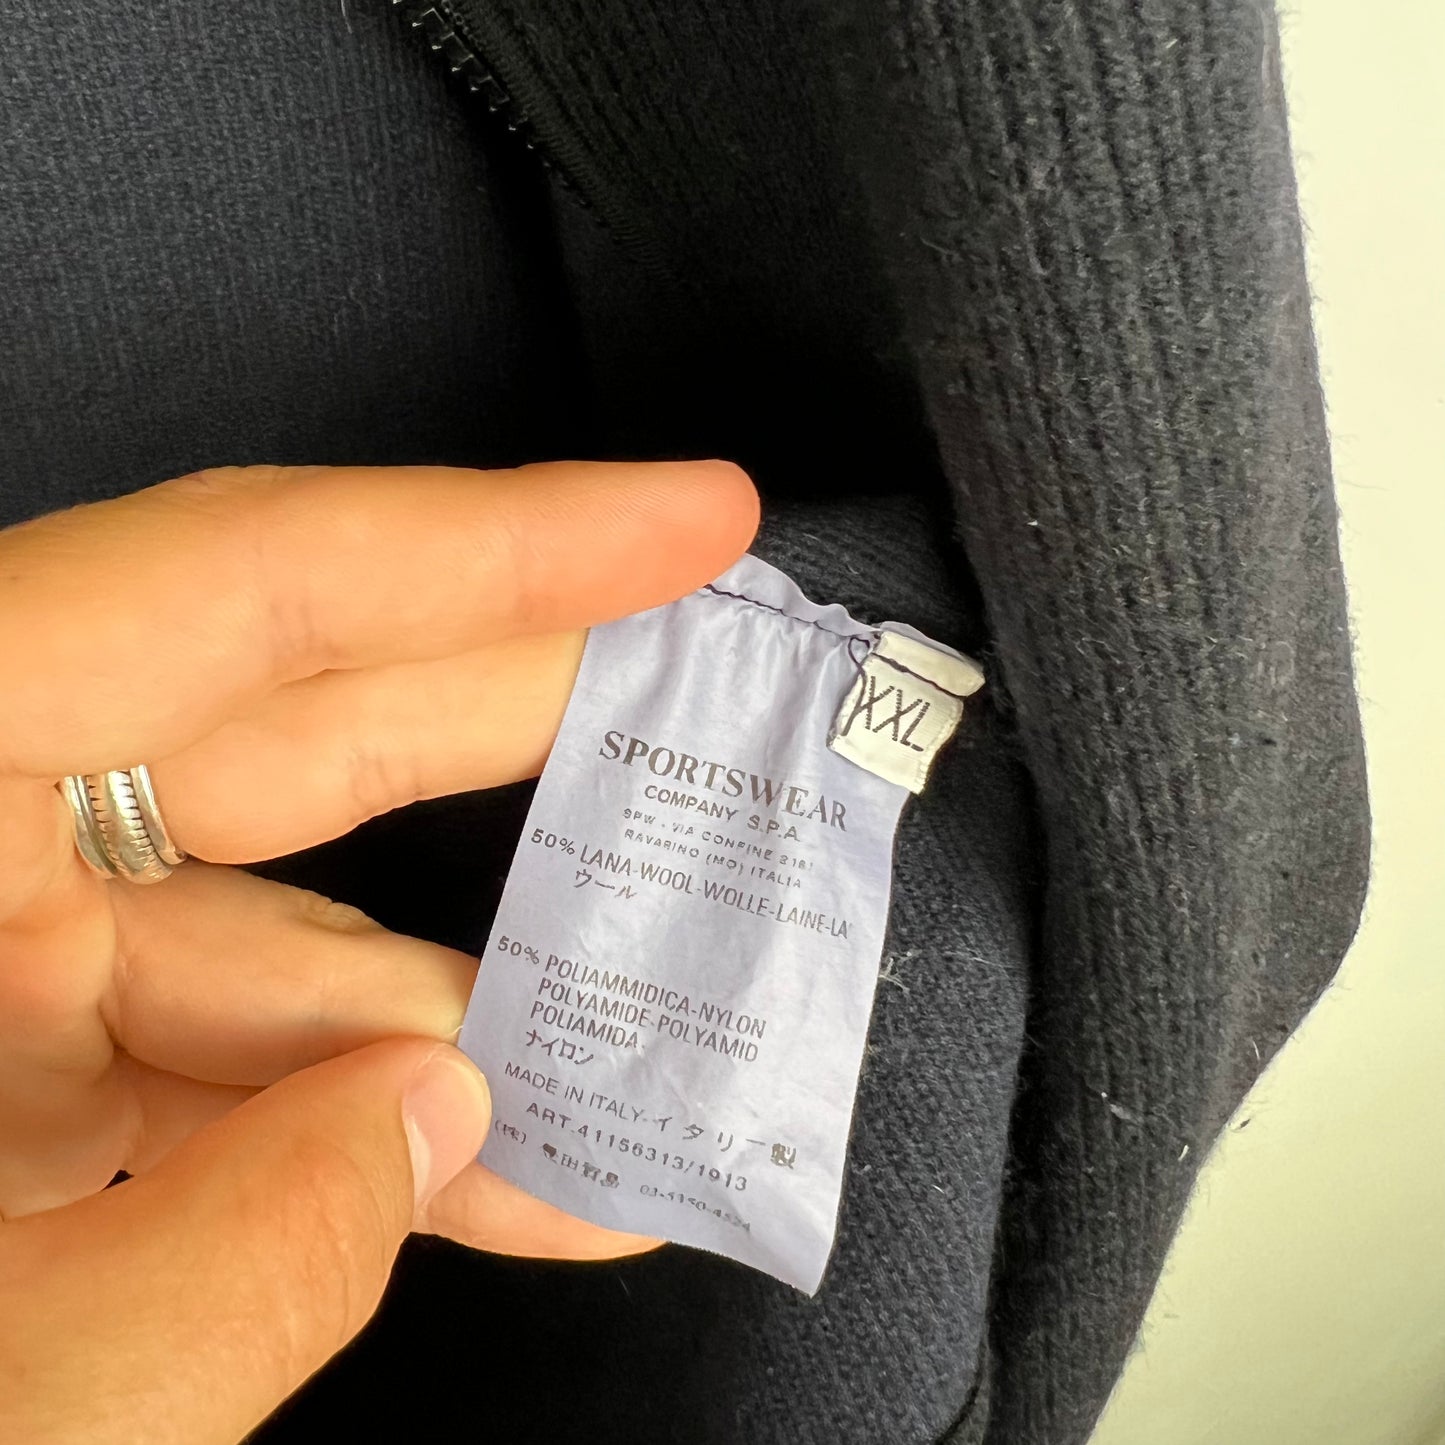 XXL
SPORTSWEAR
COMPANY S.P.A.
SPW - VIA CONFINE 2161
RAVARINO (MO) ITALIA
50% LANA-WOOL-WOLLE-LAINE-LA
ウール
50% POLIAMMIDICA-NYLON
POLYAMIDE-POLYAMID
POLIAMIDA.
ナイロン
MADE IN ITALY-イタリー製
ART.41156313/1913
(株)